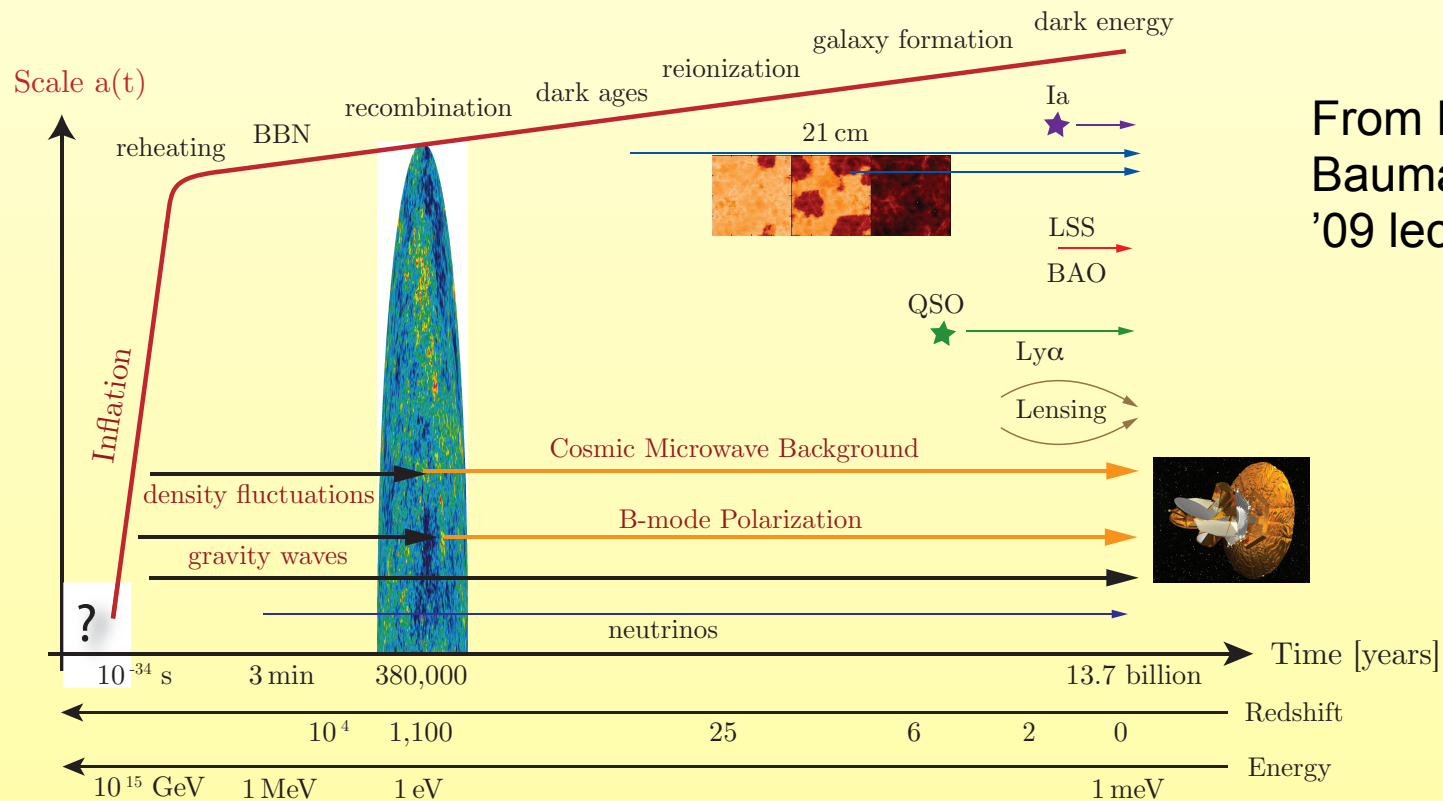 dark energy
galaxy formation
reionization
dark ages
recombination
BBN
reheating
Scale a(t)
Ia
21 cm
From
’09
LSS
BAO
QSO
Lyα
Lensing
Inflation
Cosmic Microwave Background
density fluctuations
B-mode Polarization
gravity waves
?
neutrinos
Time [years]
10⁻³⁴ s 3 min 380,000 13.7 billion
Redshift
10⁴ 1,100 25 6 2 0
Energy
10¹⁵ GeV 1 MeV 1 eV 1 meV